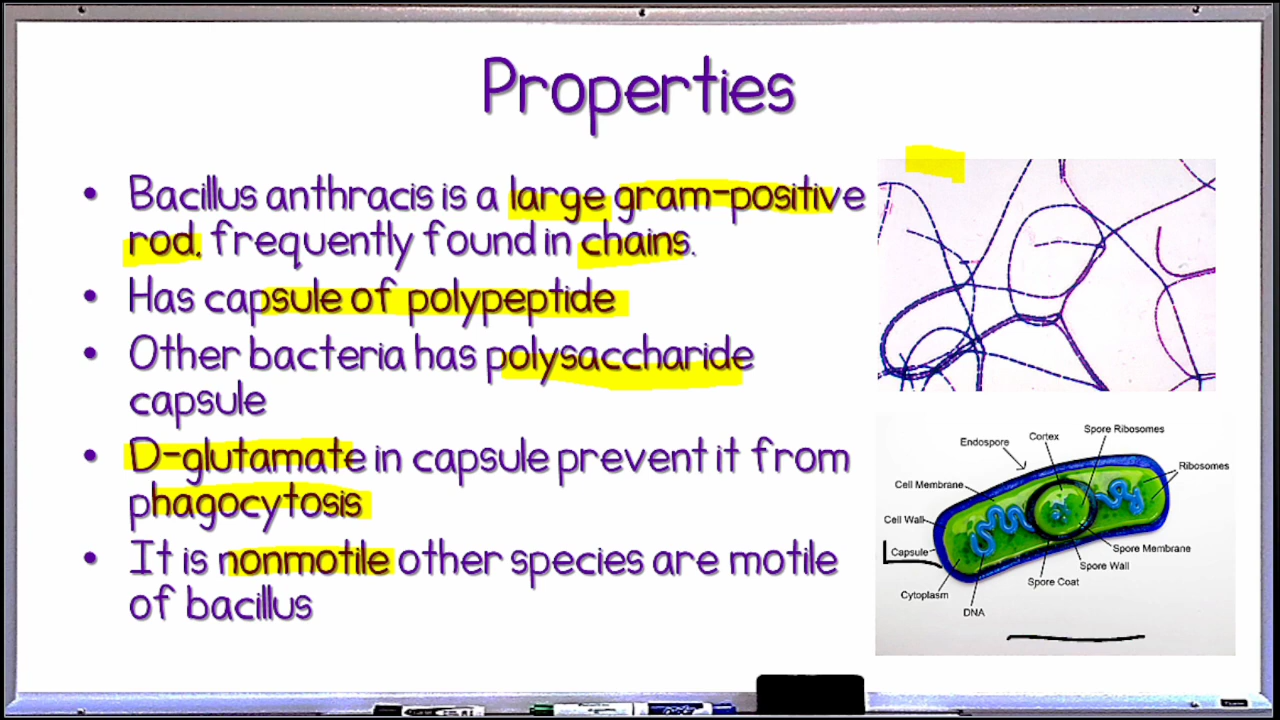 Properties
• Bacillus anthracis is a large gram-positive
rod, frequently found in chains.
• Has capsule of polypeptide
• Other bacteria has polysaccharide
capsule
• D-glutamate in capsule prevent it from
phagocytosis
• It is nonmotile other species are motile
of bacillus
Spore Ribosomes
Cortex
Endospore
Ribosomes
Cell Membrane
Cell Wall
Capsule
Spore Membrane
Spore Wall
Spore Coat
Cytoplasm
DNA